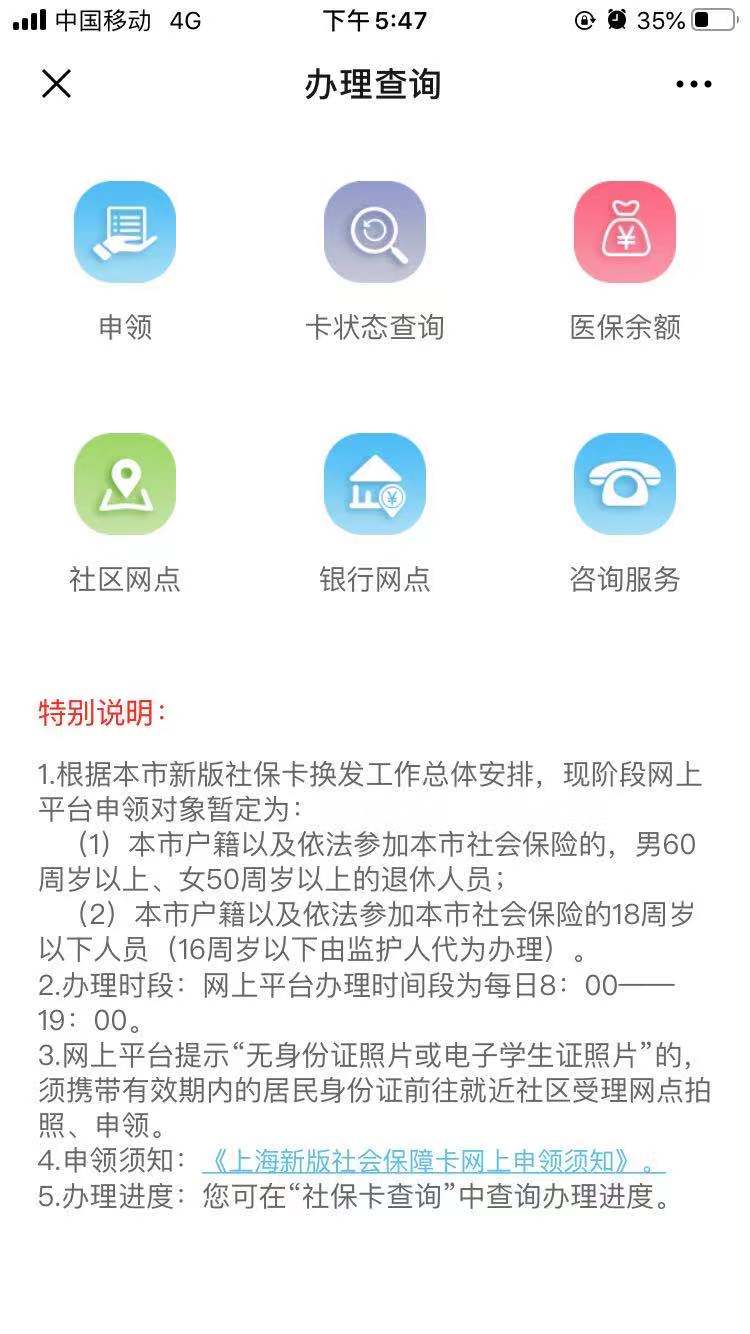 中国移动 4G 下午5:47 35%
办理查询
申领 卡状态查询 医保余额
社区网点 银行网点 咨询服务
特别说明：
1.根据本市新版社保卡换发工作总体安排，现阶段网上
平台申领对象暂定为：
（1）本市户籍以及依法参加本市社会保险的，男60
周岁以上、女50周岁以上的退休人员；
（2）本市户籍以及依法参加本市社会保险的18周岁
以下人员（16周岁以下由监护人代为办理）。
2.办理时段：网上平台办理时间段为每日8：00——
19：00。
3.网上平台提示“无身份证照片或电子学生证照片”的，
须携带有效期内的居民身份证前往就近社区受理网点拍
照、申领。
4.申领须知：《上海新版社会保障卡网上申领须知》。
5.办理进度：您可在“社保卡查询”中查询办理进度。